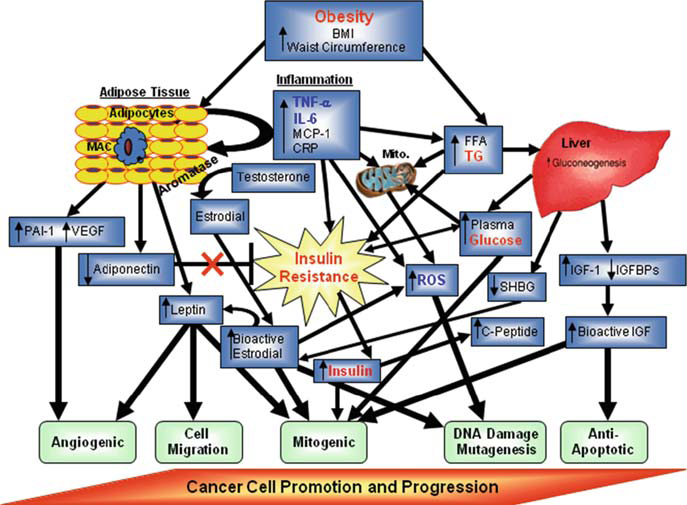 Obesity
BMI
Waist Circumference
Adipose Tissue
Inflammation
Adipocytes
MAC
Aromatase
TNF-α
IL-6
MCP-1
CRP
FFA
TG
Liver
Gluconeogenesis
Mito.
Testosterone
Estrodial
PAI-1 VEGF
Plasma
Glucose
Adiponectin
Insulin
Resistance
ROS
SHBG
IGF-1 IGFBPs
Leptin
Bioactive
Estrodial
C-Peptide
Bioactive IGF
Insulin
Angiogenic
Cell
Migration
Mitogenic
DNA Damage
Mutagenesis
Anti-
Apoptotic
Cancer Cell Promotion and Progression